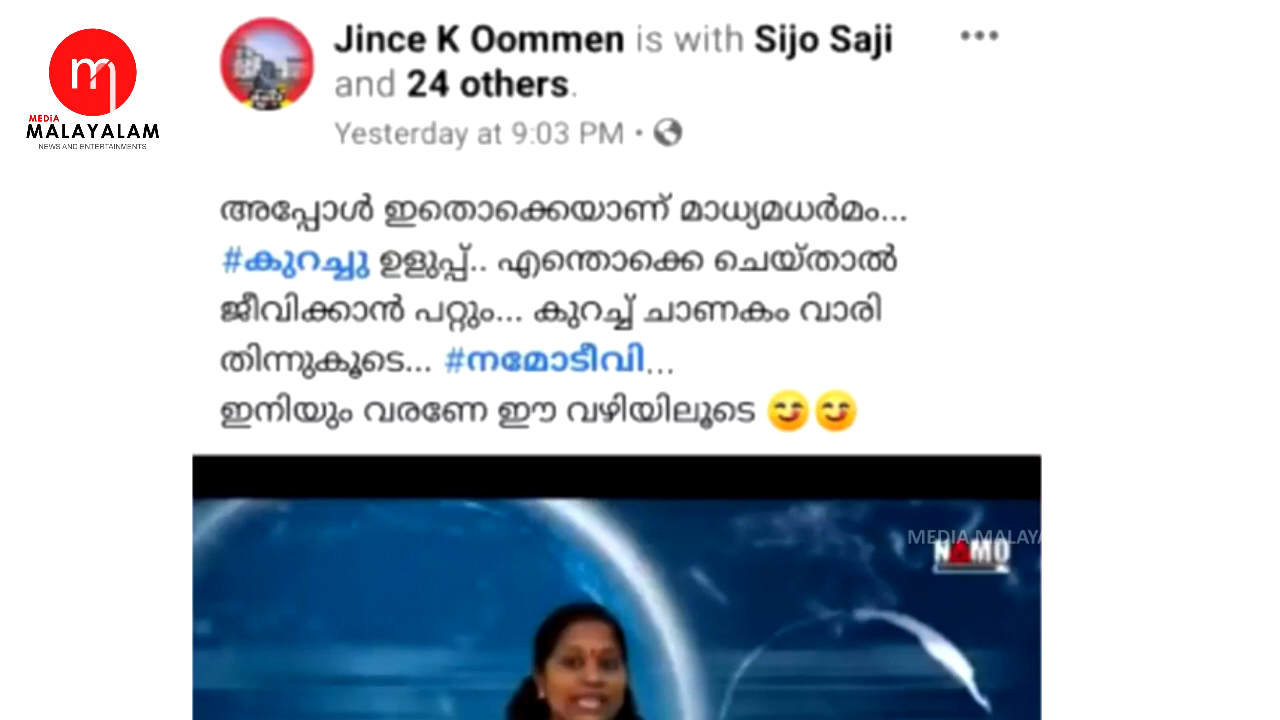 m
MEDiA
MALAYALAM
NEWS AND ENTERTAINMENTS
Jince K Oommen is with Sijo Saji
and 24 others.
Yesterday at 9:03 PM •
അപ്പോൾ ഇതൊക്കെയാണ് മാധ്യമധർമം...
#കുറച്ചു ഉളുപ്പ്.. എന്തൊക്കെ ചെയ്താൽ
ജീവിക്കാൻ പറ്റും... കുറച്ച് ചാണകം വാരി
തിന്നുകൂടെ... #നമോടീവി...
ഇനിയും വരണേ ഈ വഴിയിലൂടെ 😋😋
MEDIA MALAYA
NAMO